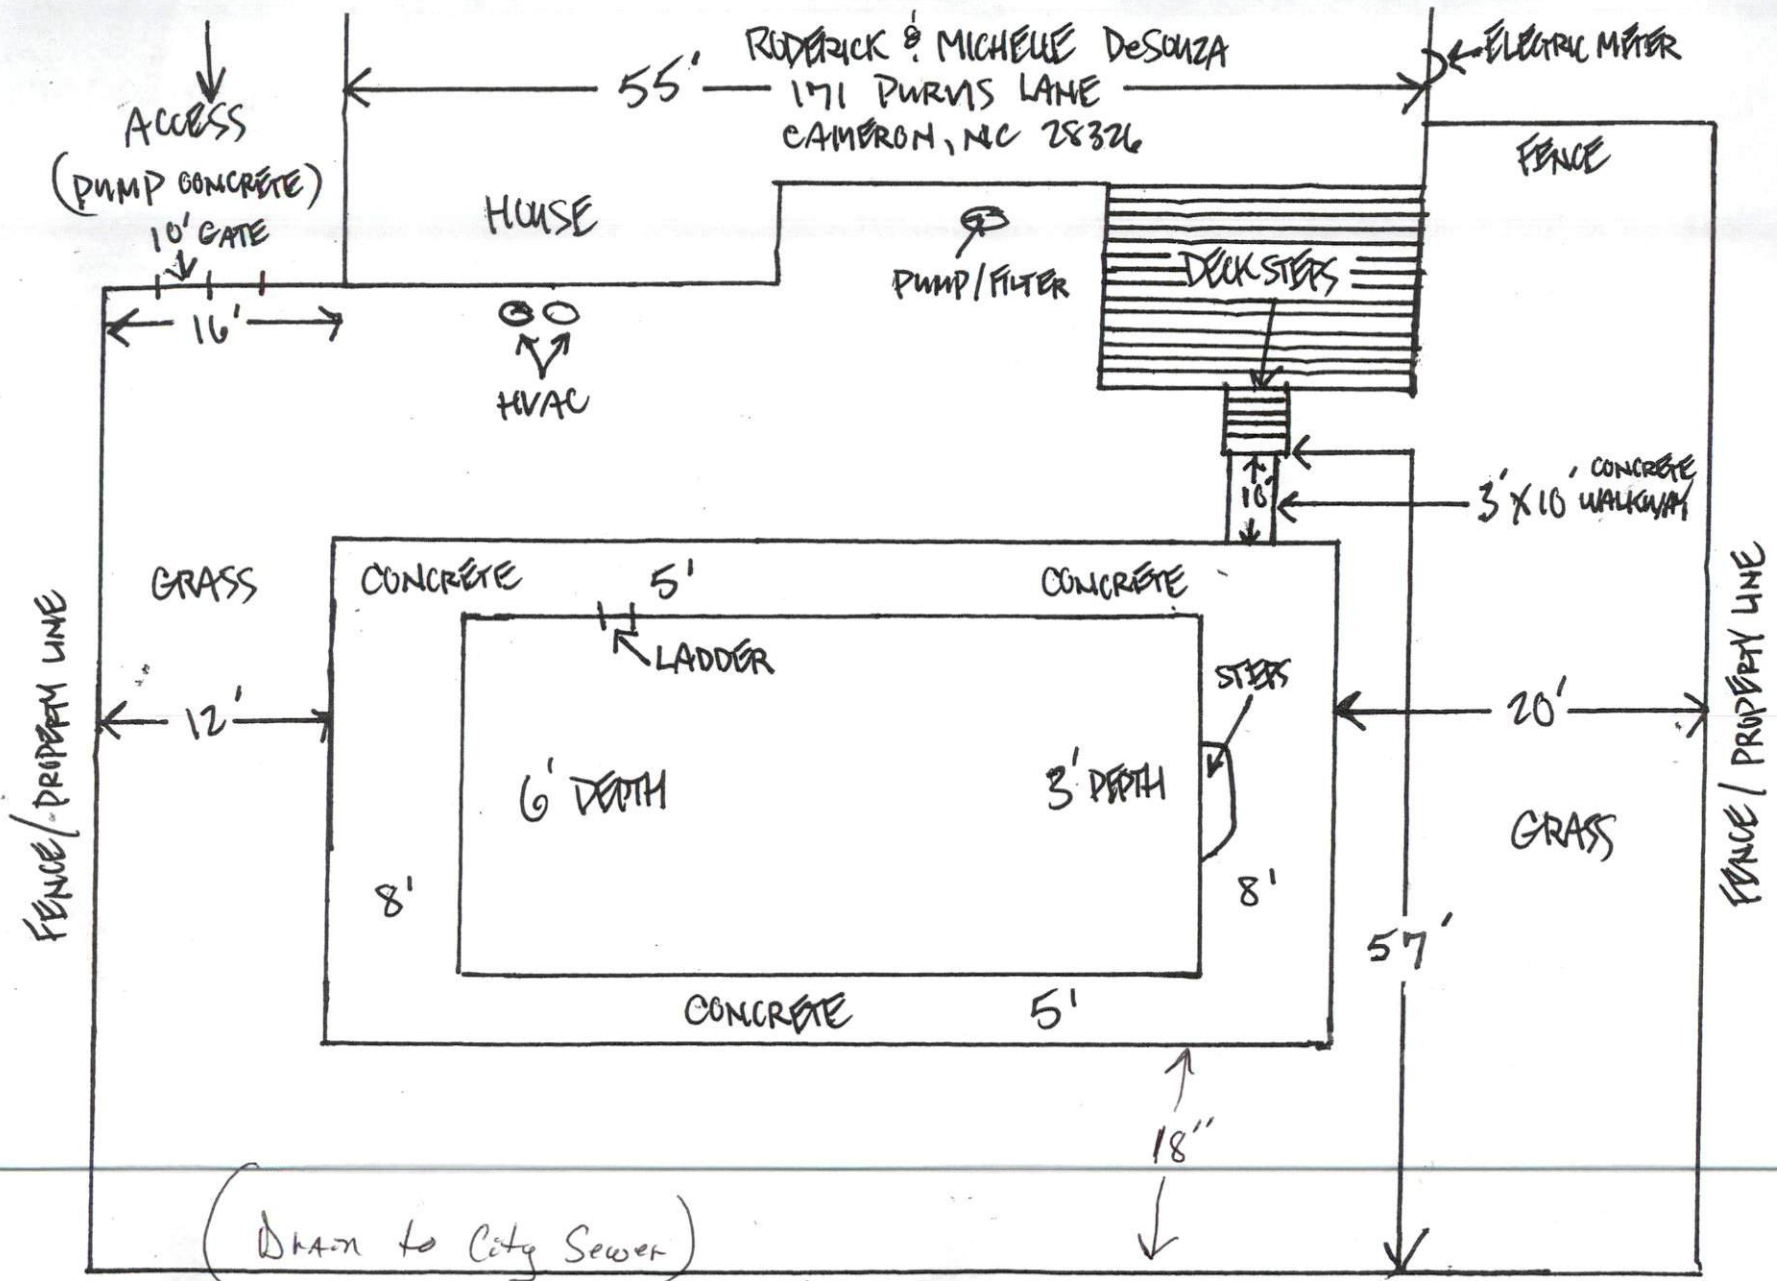 RODERICK & MICHELLE DeSOUZA
55'
171 PURVIS LANE
CAMERON, NC 28326
ELECTRIC METER
ACCESS
(PUMP CONCRETE)
10' GATE
16'
HOUSE
HVAC
PUMP/FILTER
DECK STEPS
FENCE
10'
3' X 10' CONCRETE WALKWAY
GRASS
CONCRETE
5'
CONCRETE
LADDER
STEPS
FENCE/PROPERTY LINE
12'
6' DEPTH
3' DEPTH
20'
GRASS
FENCE/PROPERTY LINE
8'
8'
57'
CONCRETE
5'
18"
(Drain to City Sewer)